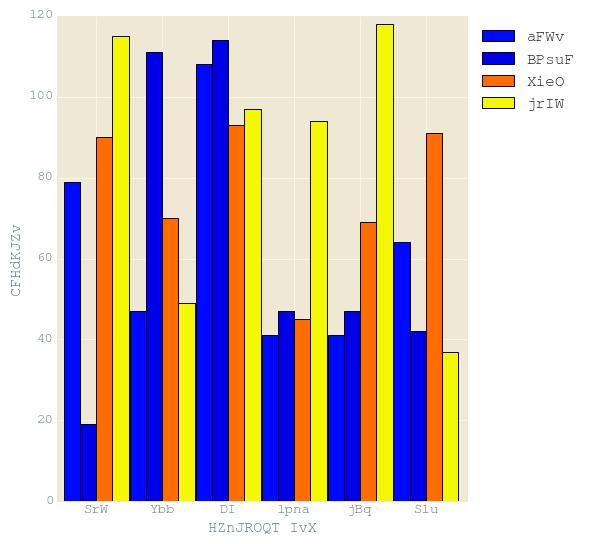 120
100
80
60
40
20
0
CFHdKJZv
SrW Ybb DI lpna jBq Slu
HZnJROQT IvX
aFWv
BPsuF
XieO
jrIW